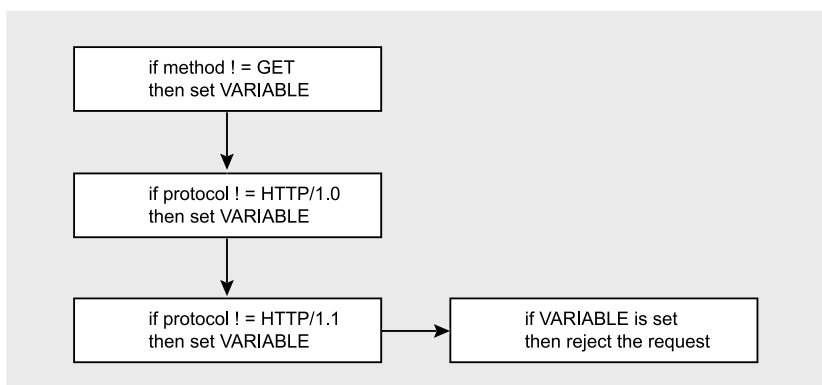 if method ! = GET
then set VARIABLE
if protocol ! = HTTP/1.0
then set VARIABLE
if protocol ! = HTTP/1.1
then set VARIABLE
if VARIABLE is set
then reject the request